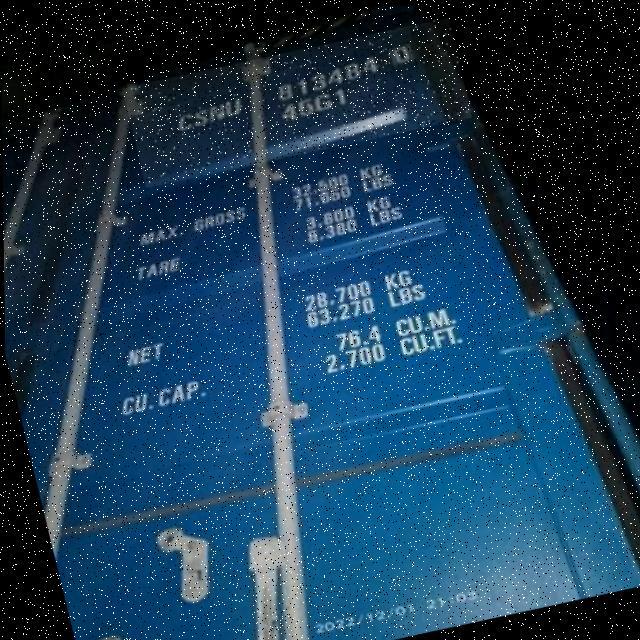 CSNU 813484 0
45G1
MAX. GROSS 32.500 KG
71.650 LBS
TARE 3.800 KG
8.380 LBS
NET 28.700 KG
63.270 LBS
CU.CAP. 76.4 CU.M.
2.700 CU.FT.